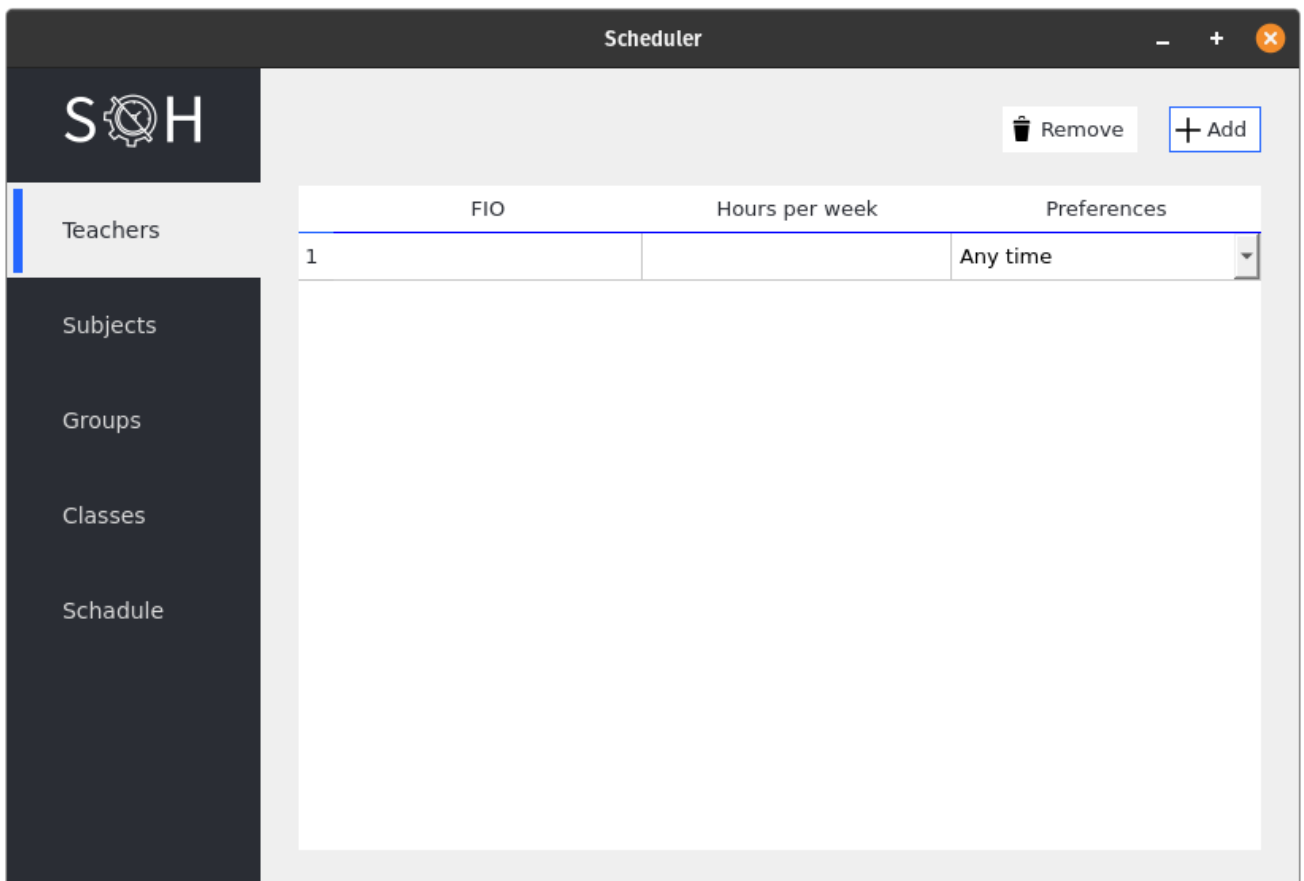 Scheduler
S H
Remove
Add
FIO Hours per week Preferences
Teachers
1 Any time
Subjects
Groups
Classes
Schadule